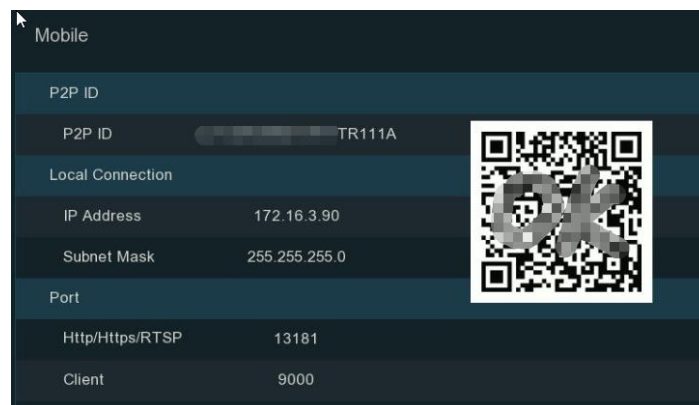 Mobile
P2P ID
P2P ID TR111A
Local Connection
IP Address 172.16.3.90
Subnet Mask 255.255.255.0
OK
Port
Http/Https/RTSP 13181
Client 9000